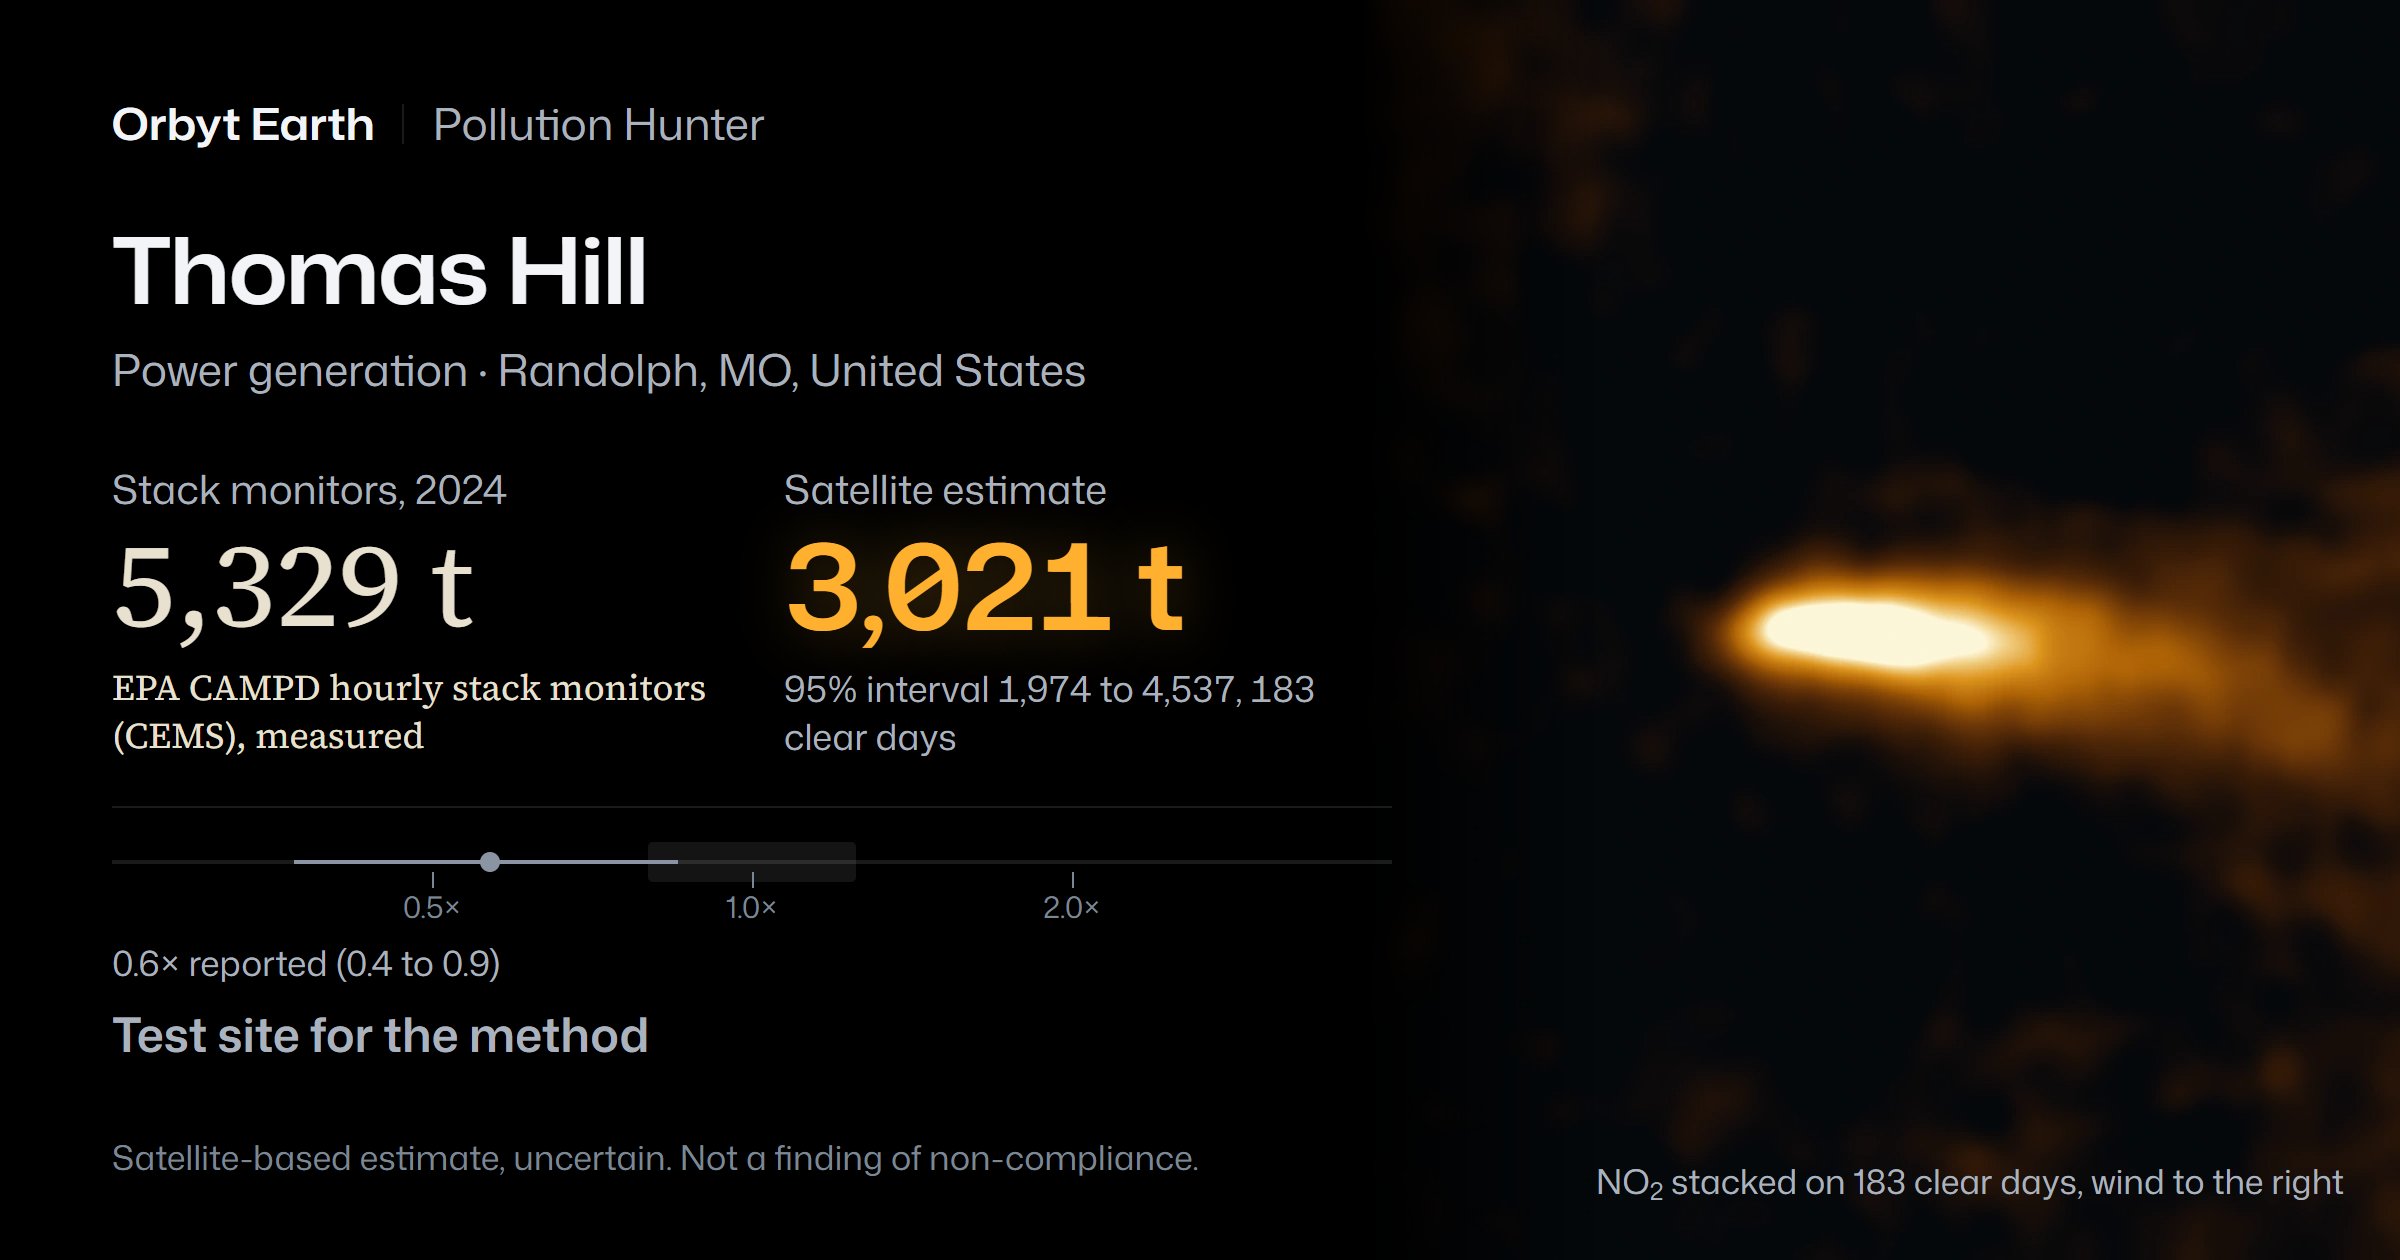 Orbyt Earth | Pollution Hunter
Thomas Hill
Power generation · Randolph, MO, United States
Stack monitors, 2024
5,329 t
EPA CAMPD hourly stack monitors
(CEMS), measured
Satellite estimate
3,021 t
95% interval 1,974 to 4,537, 183
clear days
0.5×
1.0×
2.0×
0.6× reported (0.4 to 0.9)
Test site for the method
Satellite-based estimate, uncertain. Not a finding of non-compliance.
NO₂ stacked on 183 clear days, wind to the right